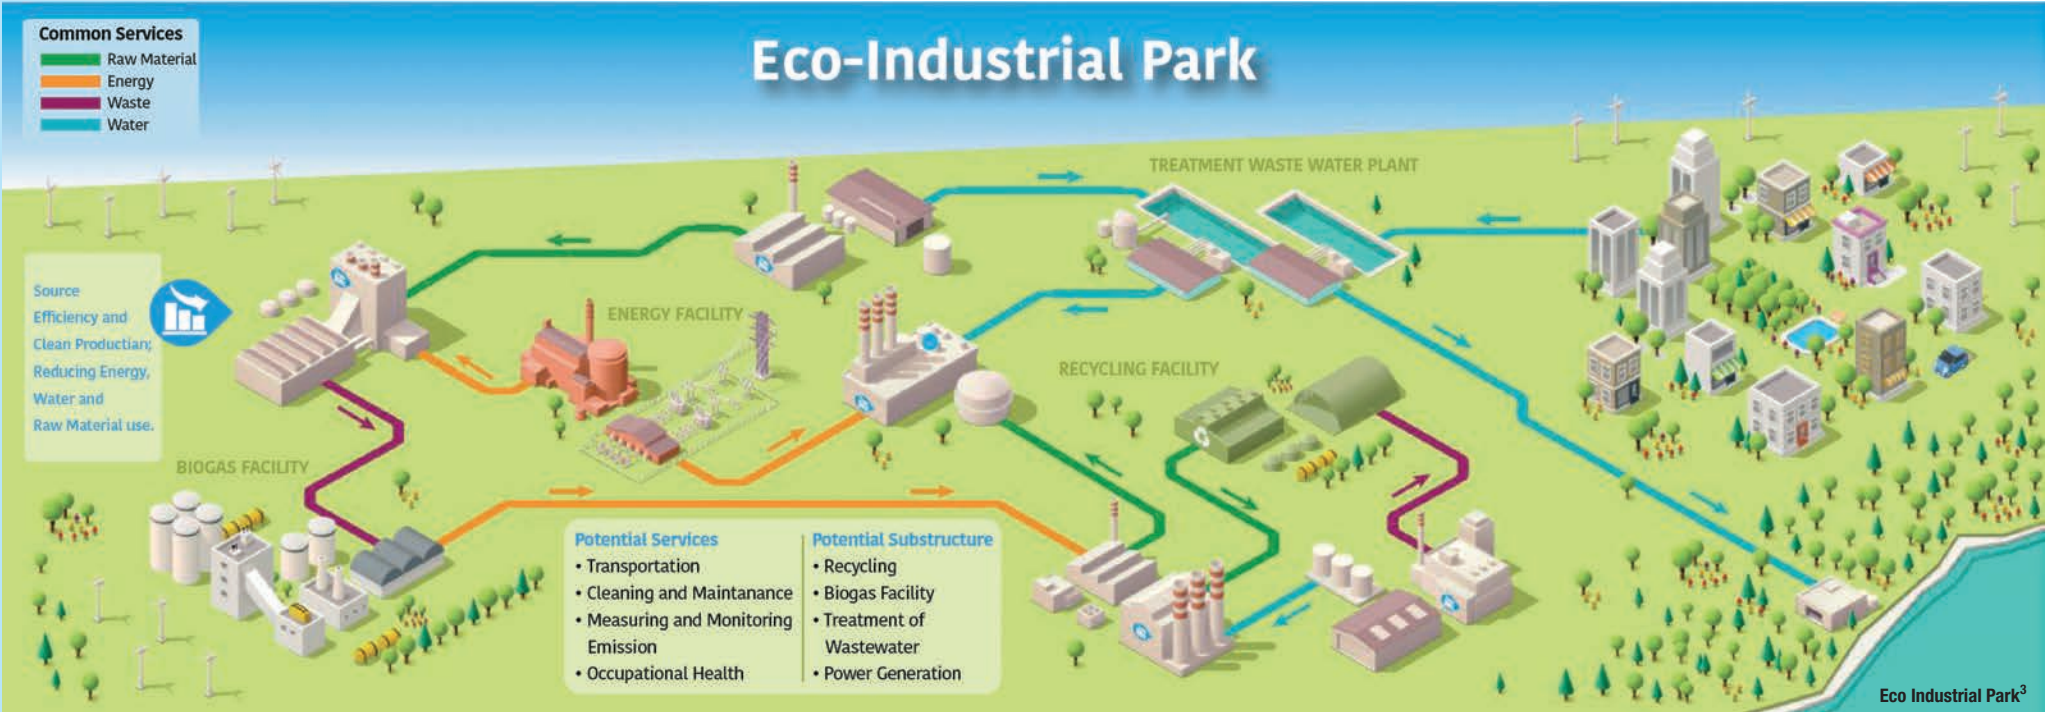 Common Services
Raw Material
Energy
Waste
Water
Eco-Industrial Park
TREATMENT WASTE WATER PLANT
Source
Efficiency and
Clean Productian;
Reducing Energy,
Water and
Raw Material use.
ENERGY FACILITY
RECYCLING FACILITY
BIOGAS FACILITY
Potential Services
• Transportation
• Cleaning and Maintanance
• Measuring and Monitoring
Emission
• Occupational Health
Potential Substructure
• Recycling
• Biogas Facility
• Treatment of
Wastewater
• Power Generation
Eco Industrial Park³